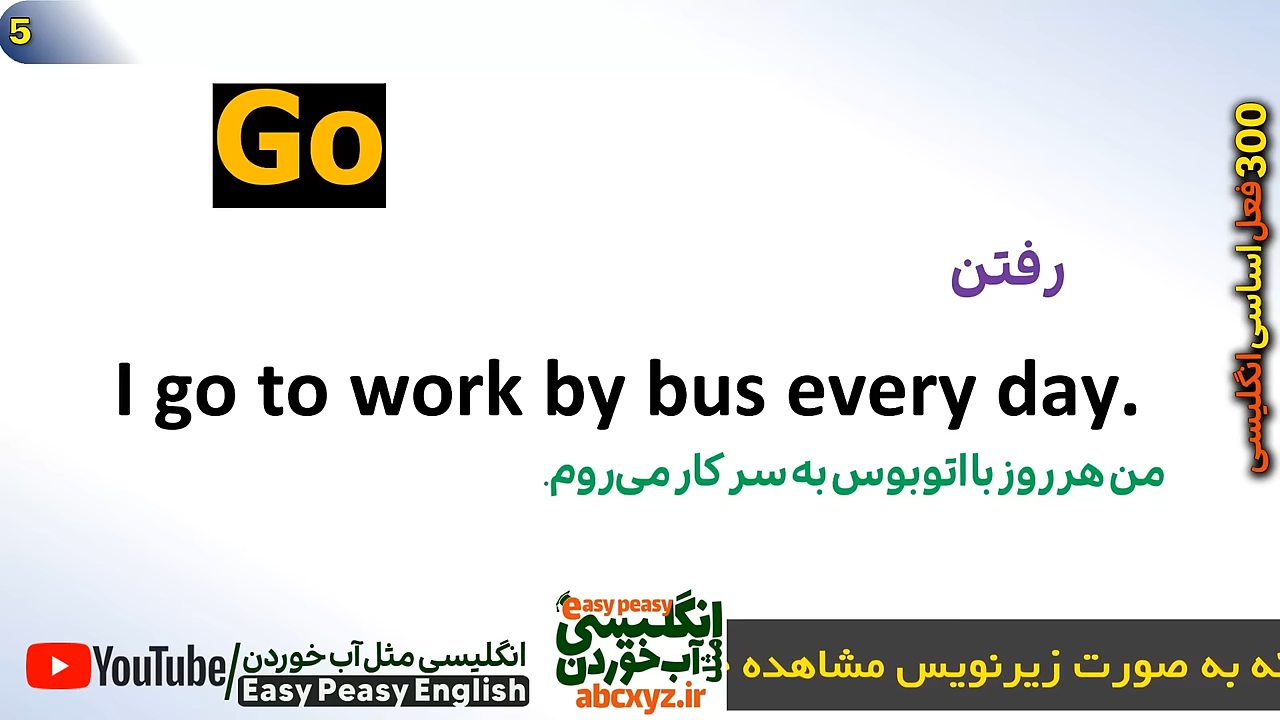 5
Go
300 فعل اساسی انگلیسی
رفتن
I go to work by bus every day.
من هر روز با اتوبوس به سر کار می‌روم.
easy peasy
انگلیسی
مثل
آب خوردن
abcxyz.ir
YouTube/انگلیسی مثل آب خوردن
Easy Peasy English
به صورت زیرنویس مشاهده